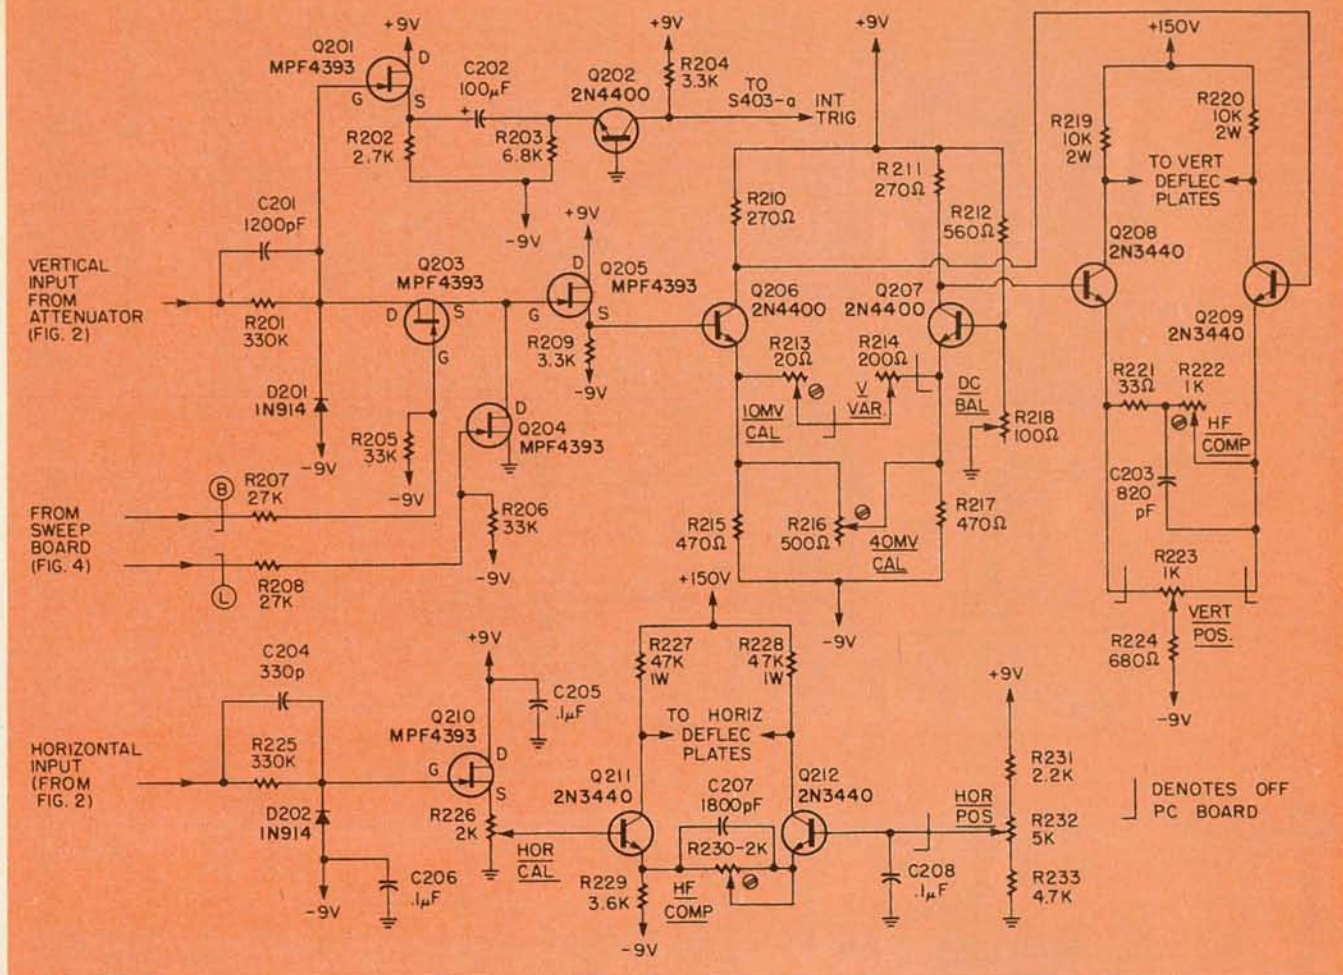 +9V
Q201
MPF4393
D
G
S
C202
100µF
+
R202
2.7K
R203
6.8K
-9V
Q202
2N4400
+9V
R204
3.3K
TO
S403-a
INT
TRIG
+9V
+150V
R219
10K
2W
R220
10K
2W
TO VERT
DEFLEC
PLATES
R210
270Ω
R211
270Ω
R212
560Ω
Q208
2N3440
Q209
2N3440
C201
1200pF
VERTICAL
INPUT
FROM
ATTENUATOR
(FIG. 2)
R201
330K
D201
1N914
-9V
Q203
MPF4393
D
S
G
+9V
D
Q205
MPF4393
G
S
R209
3.3K
-9V
Q206
2N4400
Q207
2N4400
R213
20Ω
R214
200Ω
10MV
CAL
V
VAR.
DC
BAL
R218
100Ω
R221
33Ω
R222
1K
HF
COMP
C203
820
pF
R205
33K
-9V
D
Q204
MPF4393
R206
33K
-9V
FROM
SWEEP
BOARD
(FIG. 4)
B
R207
27K
L
R208
27K
R215
470Ω
R216
500Ω
40MV
CAL
R217
470Ω
-9V
R223
1K
VERT
POS.
R224
680Ω
-9V
HORIZONTAL
INPUT
(FROM
FIG. 2)
C204
330p
R225
330K
D202
1N914
-9V
C206
.1µF
+9V
C205
.1µF
Q210
MPF4393
D
G
S
R226
2K
HOR
CAL
+150V
R227
47K
1W
R228
47K
1W
TO HORIZ
DEFLEC
PLATES
Q211
2N3440
C207
1800pF
Q212
2N3440
R230-2K
R229
3.6K
HF
COMP
-9V
C208
.1µF
HOR
POS
+9V
R231
2.2K
R232
5K
R233
4.7K
DENOTES OFF
PC BOARD